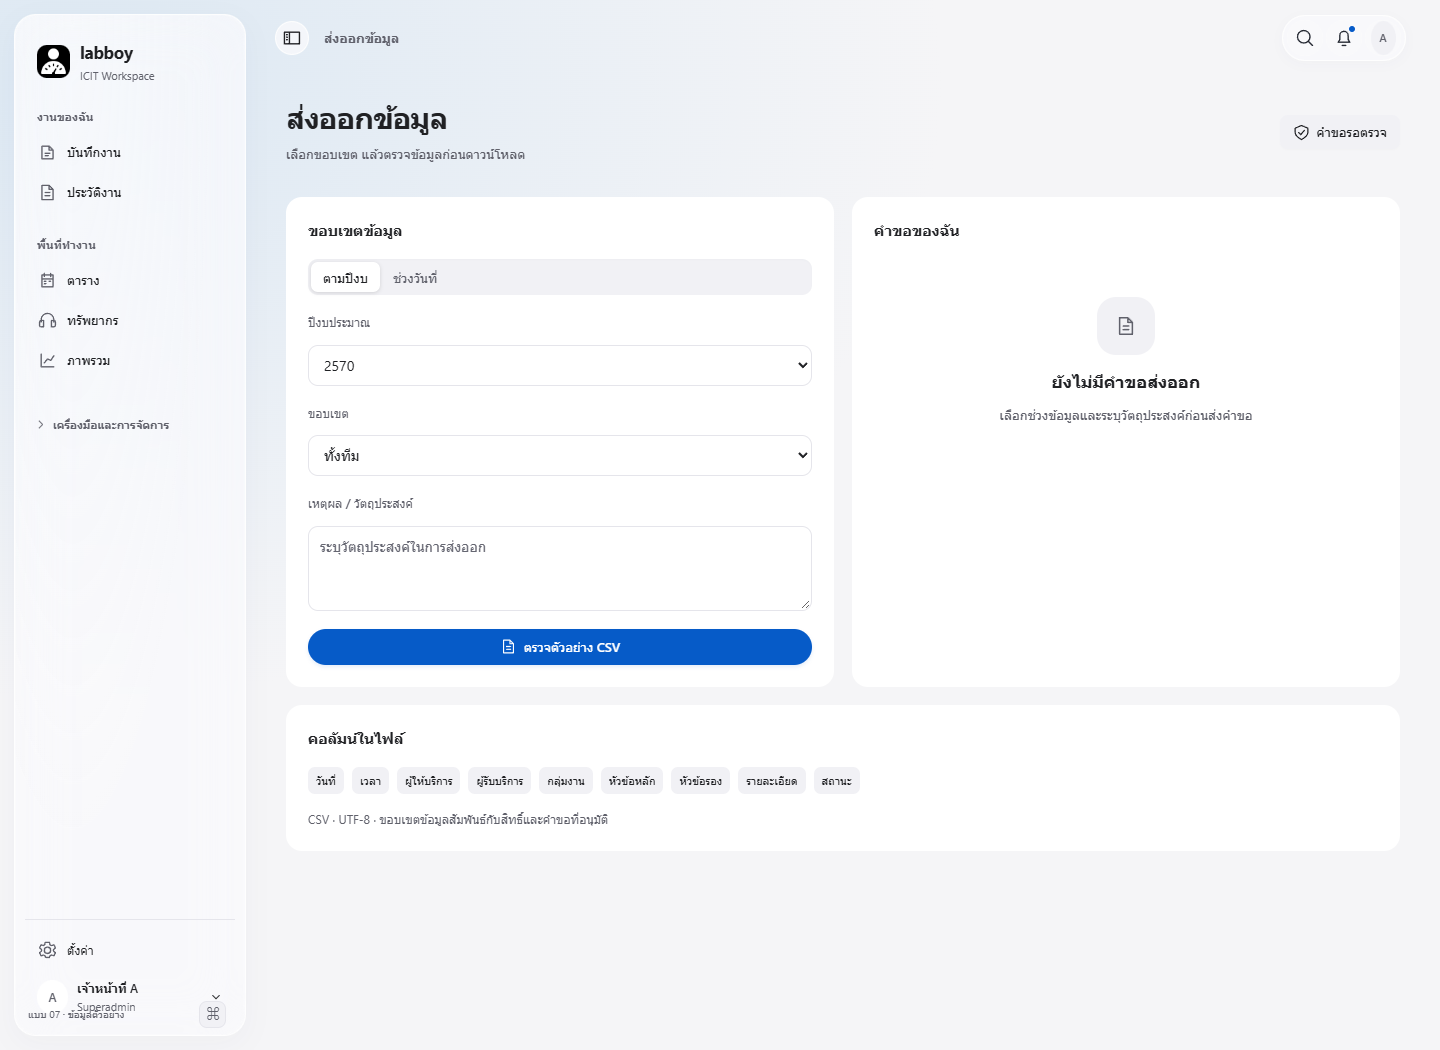 labboy
ICIT Workspace
งานของฉัน
บันทึกงาน
ประวัติงาน
พื้นที่ทำงาน
ตาราง
ทรัพยากร
ภาพรวม
เครื่องมือและการจัดการ
ตั้งค่า
A
เจ้าหน้าที่ A
Superadmin
แบบ 07 · ข้อมูลตัวอย่าง
⌘
ส่งออกข้อมูล
A
ส่งออกข้อมูล
เลือกขอบเขต แล้วตรวจข้อมูลก่อนดาวน์โหลด
คำขอรอตรวจ
ขอบเขตข้อมูล
ตามปีงบ
ช่วงวันที่
ปีงบประมาณ
2570
ขอบเขต
ทั้งทีม
เหตุผล / วัตถุประสงค์
ระบุวัตถุประสงค์ในการส่งออก
ตรวจตัวอย่าง CSV
คำขอของฉัน
ยังไม่มีคำขอส่งออก
เลือกช่วงข้อมูลและระบุวัตถุประสงค์ก่อนส่งคำขอ
คอลัมน์ในไฟล์
วันที่ เวลา ผู้ให้บริการ ผู้รับบริการ กลุ่มงาน หัวข้อหลัก หัวข้อรอง รายละเอียด สถานะ
CSV · UTF-8 · ขอบเขตข้อมูลสัมพันธ์กับสิทธิ์และคำขอที่อนุมัติ